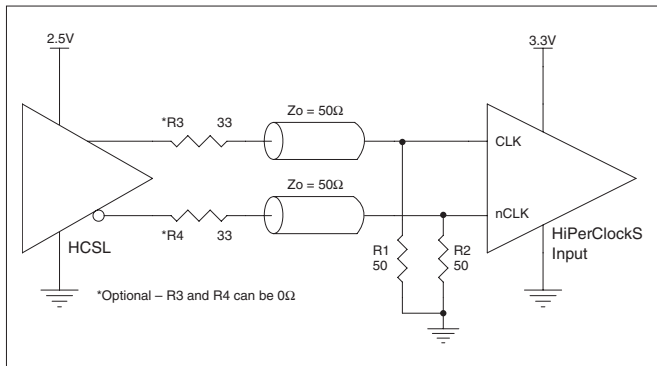 2.5V
3.3V
*R3 33
Zo = 50Ω
CLK
Zo = 50Ω
*R4 33
nCLK
HCSL
R1
50
R2
50
HiPerClockS
Input
*Optional – R3 and R4 can be 0Ω